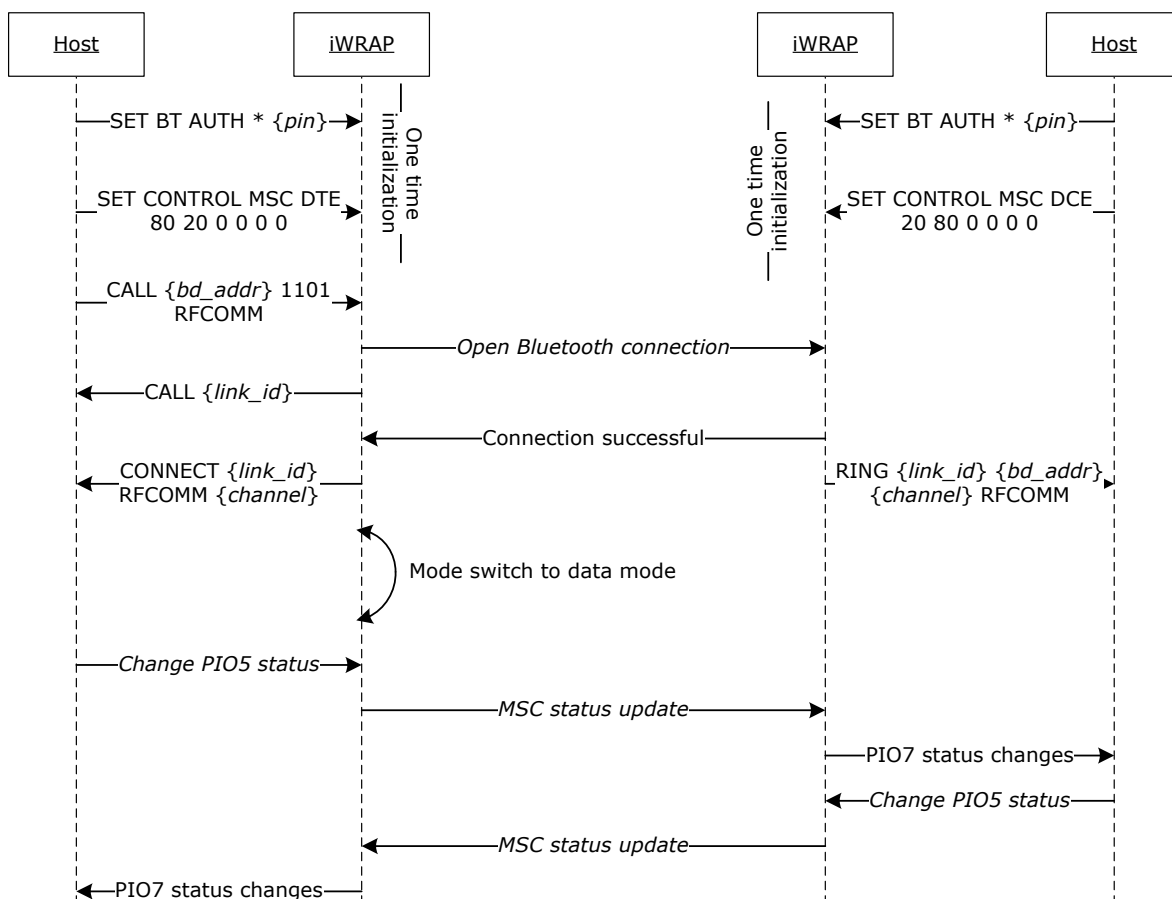 Host
iWRAP
iWRAP
Host
SET BT AUTH * {pin}
SET BT AUTH * {pin}
One time
initialization
One time
initialization
SET CONTROL MSC DTE
80 20 0 0 0 0
SET CONTROL MSC DCE
20 80 0 0 0 0
CALL {bd_addr} 1101
RFCOMM
Open Bluetooth connection
CALL {link_id}
Connection successful
CONNECT {link_id}
RFCOMM {channel}
RING {link_id} {bd_addr}
{channel} RFCOMM
Mode switch to data mode
Change PIO5 status
MSC status update
PIO7 status changes
Change PIO5 status
MSC status update
PIO7 status changes